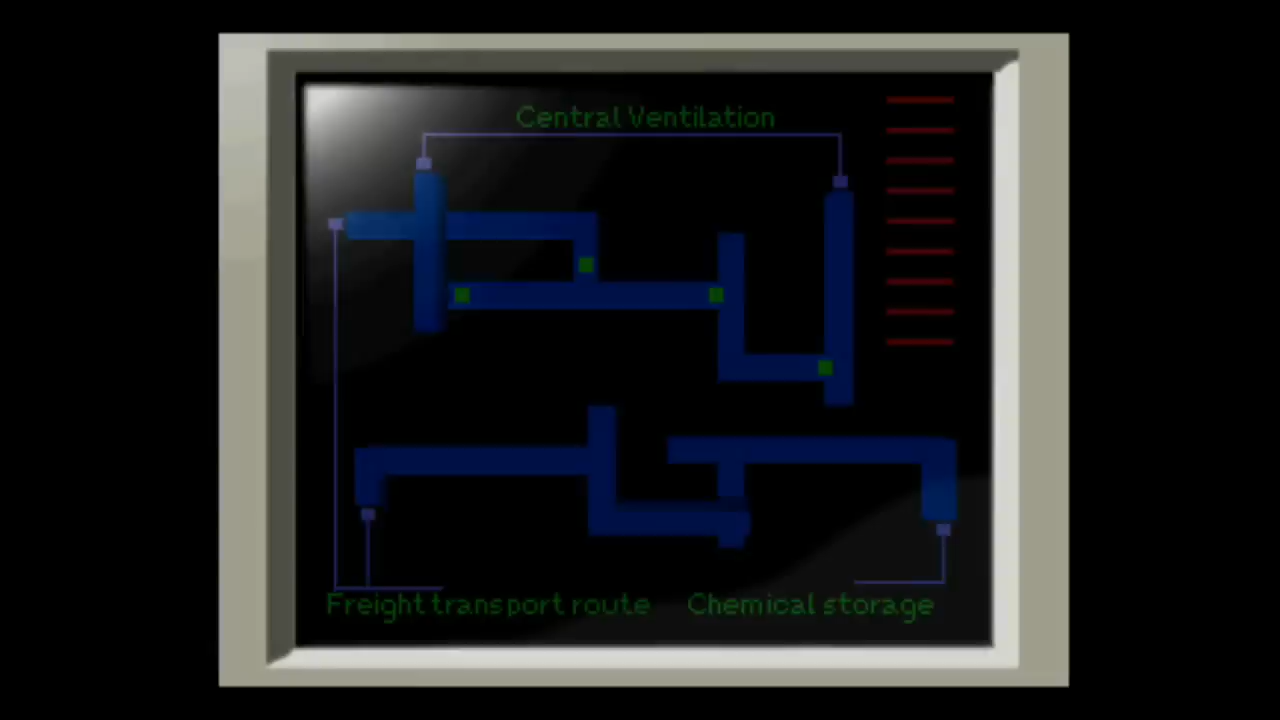 Central Ventilation
Freight transport route
Chemical storage